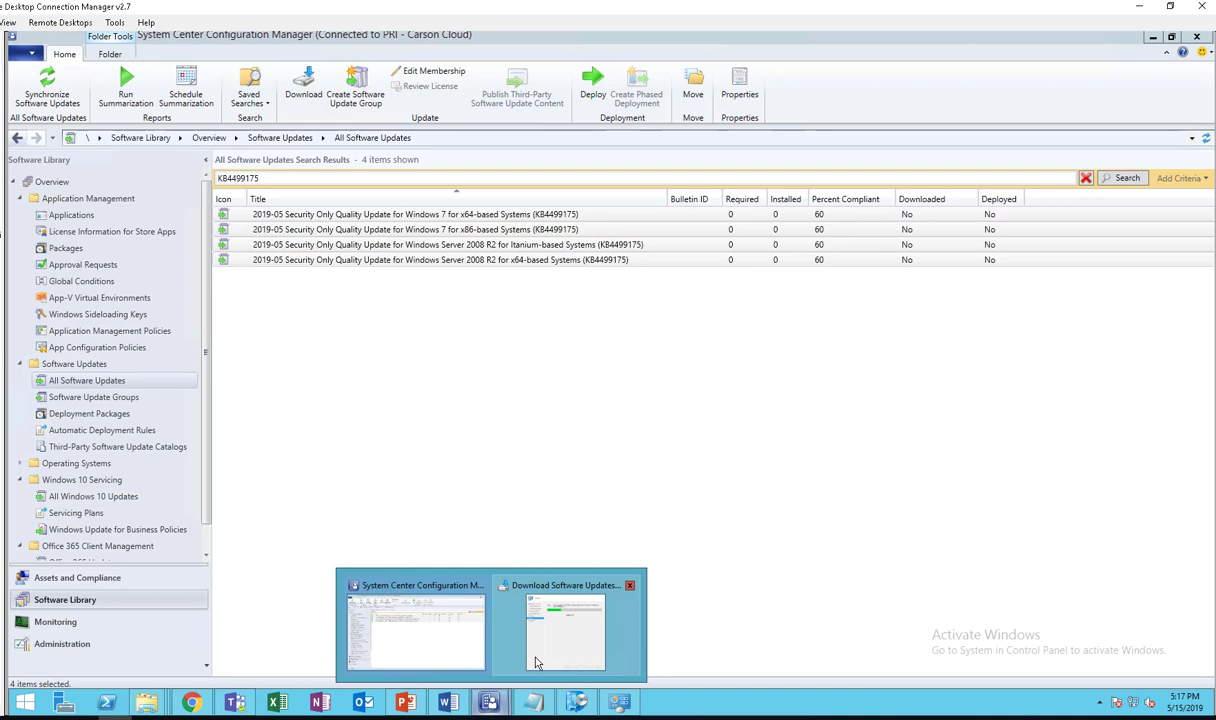 e Desktop Connection Manager v2.7
View Remote Desktops Tools Help
Folder Tools System Center Configuration Manager (Connected to PRI - Carson Cloud)
Home Folder
Synchronize Software Updates
Run Summarization
Schedule Summarization
Saved Searches
Download
Create Software Update Group
Edit Membership
Review License
Publish Third-Party Software Update Content
Deploy
Create Phased Deployment
Move
Properties
All Software Updates Reports Search Update Deployment Move Properties
\ Software Library Overview Software Updates All Software Updates
Software Library
All Software Updates Search Results - 4 items shown
KB4499175 Search Add Criteria
Icon Title Bulletin ID Required Installed Percent Compliant Downloaded Deployed
2019-05 Security Only Quality Update for Windows 7 for x64-based Systems (KB4499175) 0 0 60 No No
2019-05 Security Only Quality Update for Windows 7 for x86-based Systems (KB4499175) 0 0 60 No No
2019-05 Security Only Quality Update for Windows Server 2008 R2 for Itanium-based Systems (KB4499175) 0 0 60 No No
2019-05 Security Only Quality Update for Windows Server 2008 R2 for x64-based Systems (KB4499175) 0 0 60 No No
Overview
Application Management
Applications
License Information for Store Apps
Packages
Approval Requests
Global Conditions
App-V Virtual Environments
Windows Sideloading Keys
Application Management Policies
App Configuration Policies
Software Updates
All Software Updates
Software Update Groups
Deployment Packages
Automatic Deployment Rules
Third-Party Software Update Catalogs
Operating Systems
Windows 10 Servicing
All Windows 10 Updates
Servicing Plans
Windows Update for Business Policies
Office 365 Client Management
Assets and Compliance
Software Library
Monitoring
Administration
System Center Configuration M...
Download Software Updates...
Activate Windows
Go to System in Control Panel to activate Windows.
4 items selected.
5:17 PM
5/15/2019